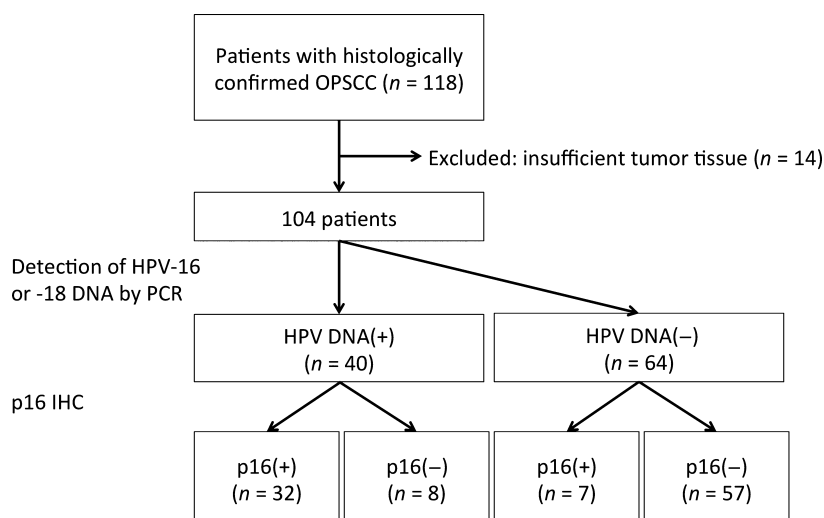 Patients with histologically
confirmed OPSCC (n = 118)
Excluded: insufficient tumor tissue (n = 14)
104 patients
Detection of HPV-16
or -18 DNA by PCR
HPV DNA(+)
(n = 40)
HPV DNA(−)
(n = 64)
p16 IHC
p16(+)
(n = 32)
p16(−)
(n = 8)
p16(+)
(n = 7)
p16(−)
(n = 57)